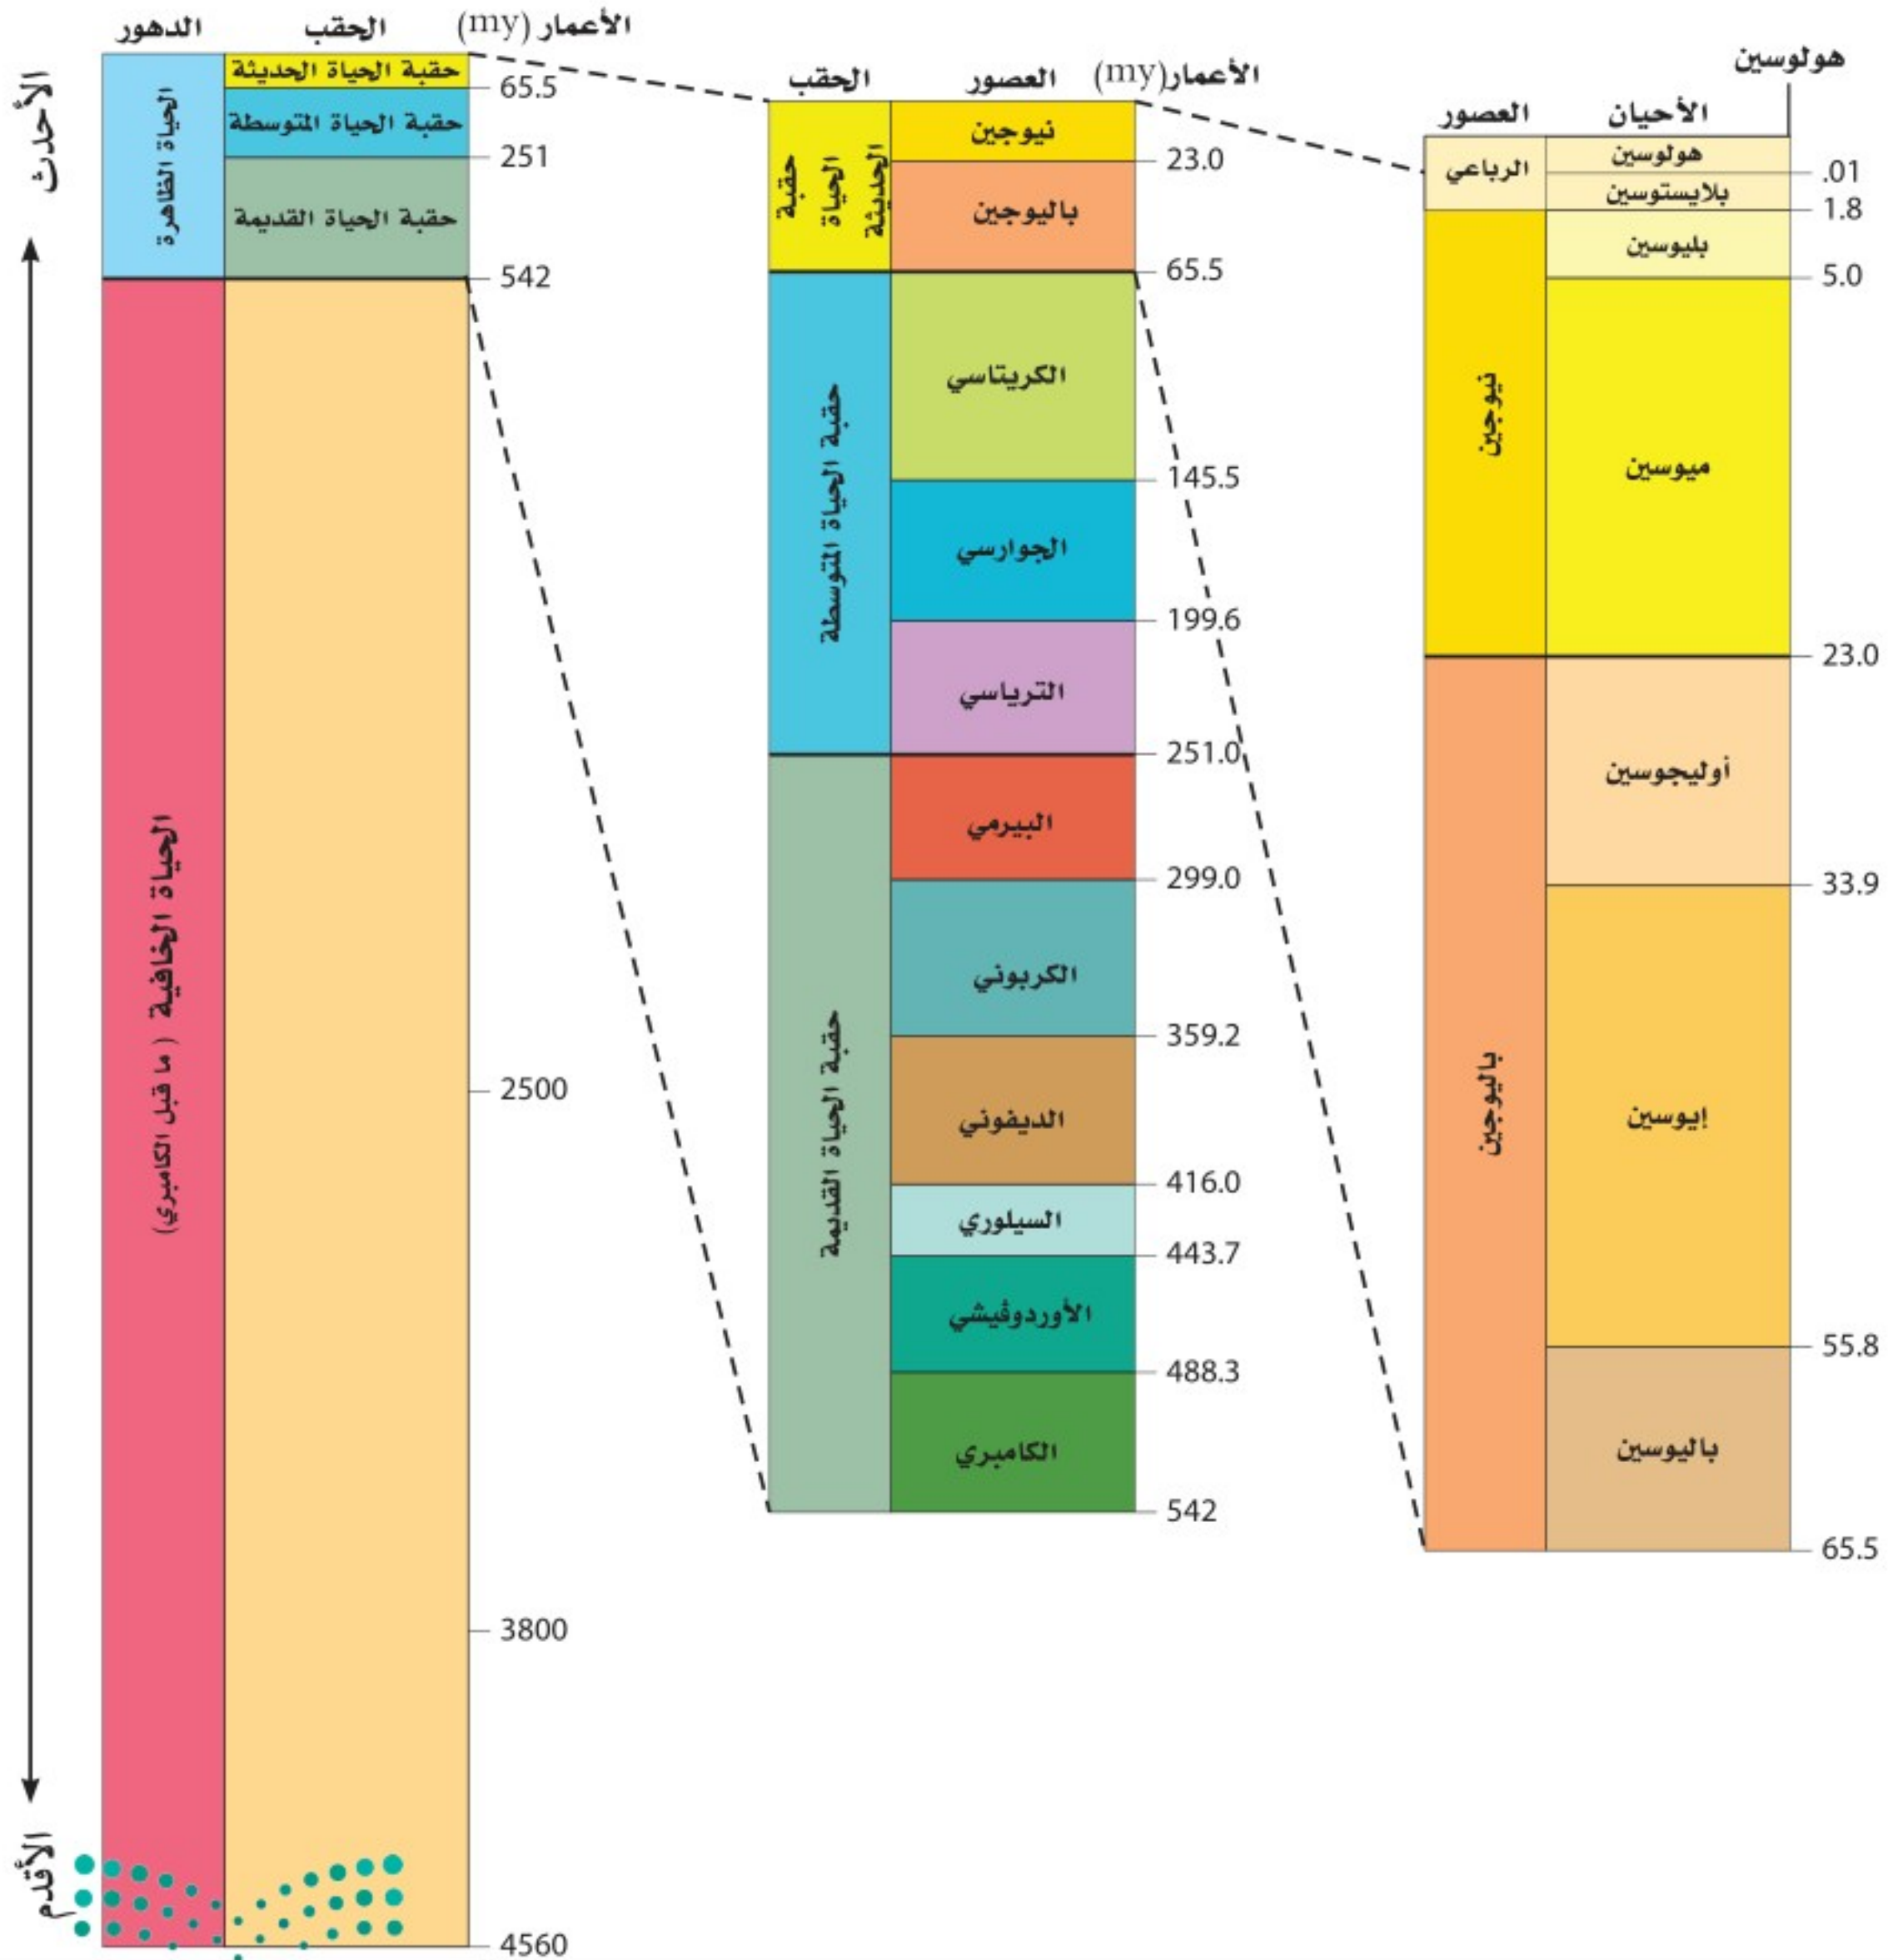 الأحدث
الأقدم
الدهور
الحقب
الأعمار (my)
الحياة الظاهرة
حقبة الحياة الحديثة
65.5
حقبة الحياة المتوسطة
251
حقبة الحياة القديمة
542
الحياة الخافية ( ما قبل الكامبري)
2500
3800
4560
الحقب
العصور
الأعمار(my)
حقبة
الحياة
الحديثة
نيوجين
23.0
باليوجين
65.5
حقبة الحياة المتوسطة
الكريتاسي
145.5
الجوارسي
199.6
الترياسي
251.0
حقبة الحياة القديمة
البيرمي
299.0
الكربوني
359.2
الديفوني
416.0
السيلوري
443.7
الأوردوڤيشي
488.3
الكامبري
542
هولوسين
العصور
الأحيان
الرباعي
هولوسين
.01
بلايستوسين
1.8
نيوجين
بليوسين
5.0
ميوسين
23.0
باليوجين
أوليجوسين
33.9
إيوسين
55.8
باليوسين
65.5